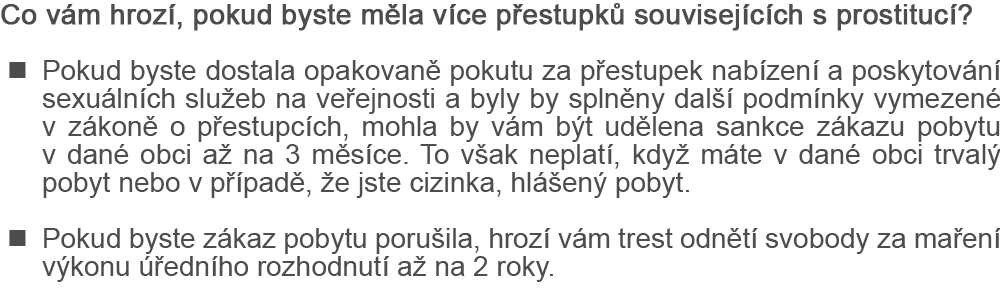 Co vám hrozí, pokud byste měla více přestupků souvisejících s prostitucí?
■ Pokud byste dostala opakovaně pokutu za přestupek nabízení a poskytování
sexuálních služeb na veřejnosti a byly by splněny další podmínky vymezené
v zákoně o přestupcích, mohla by vám být udělena sankce zákazu pobytu
v dané obci až na 3 měsíce. To však neplatí, když máte v dané obci trvalý
pobyt nebo v případě, že jste cizinka, hlášený pobyt.
■ Pokud byste zákaz pobytu porušila, hrozí vám trest odnětí svobody za maření
výkonu úředního rozhodnutí až na 2 roky.